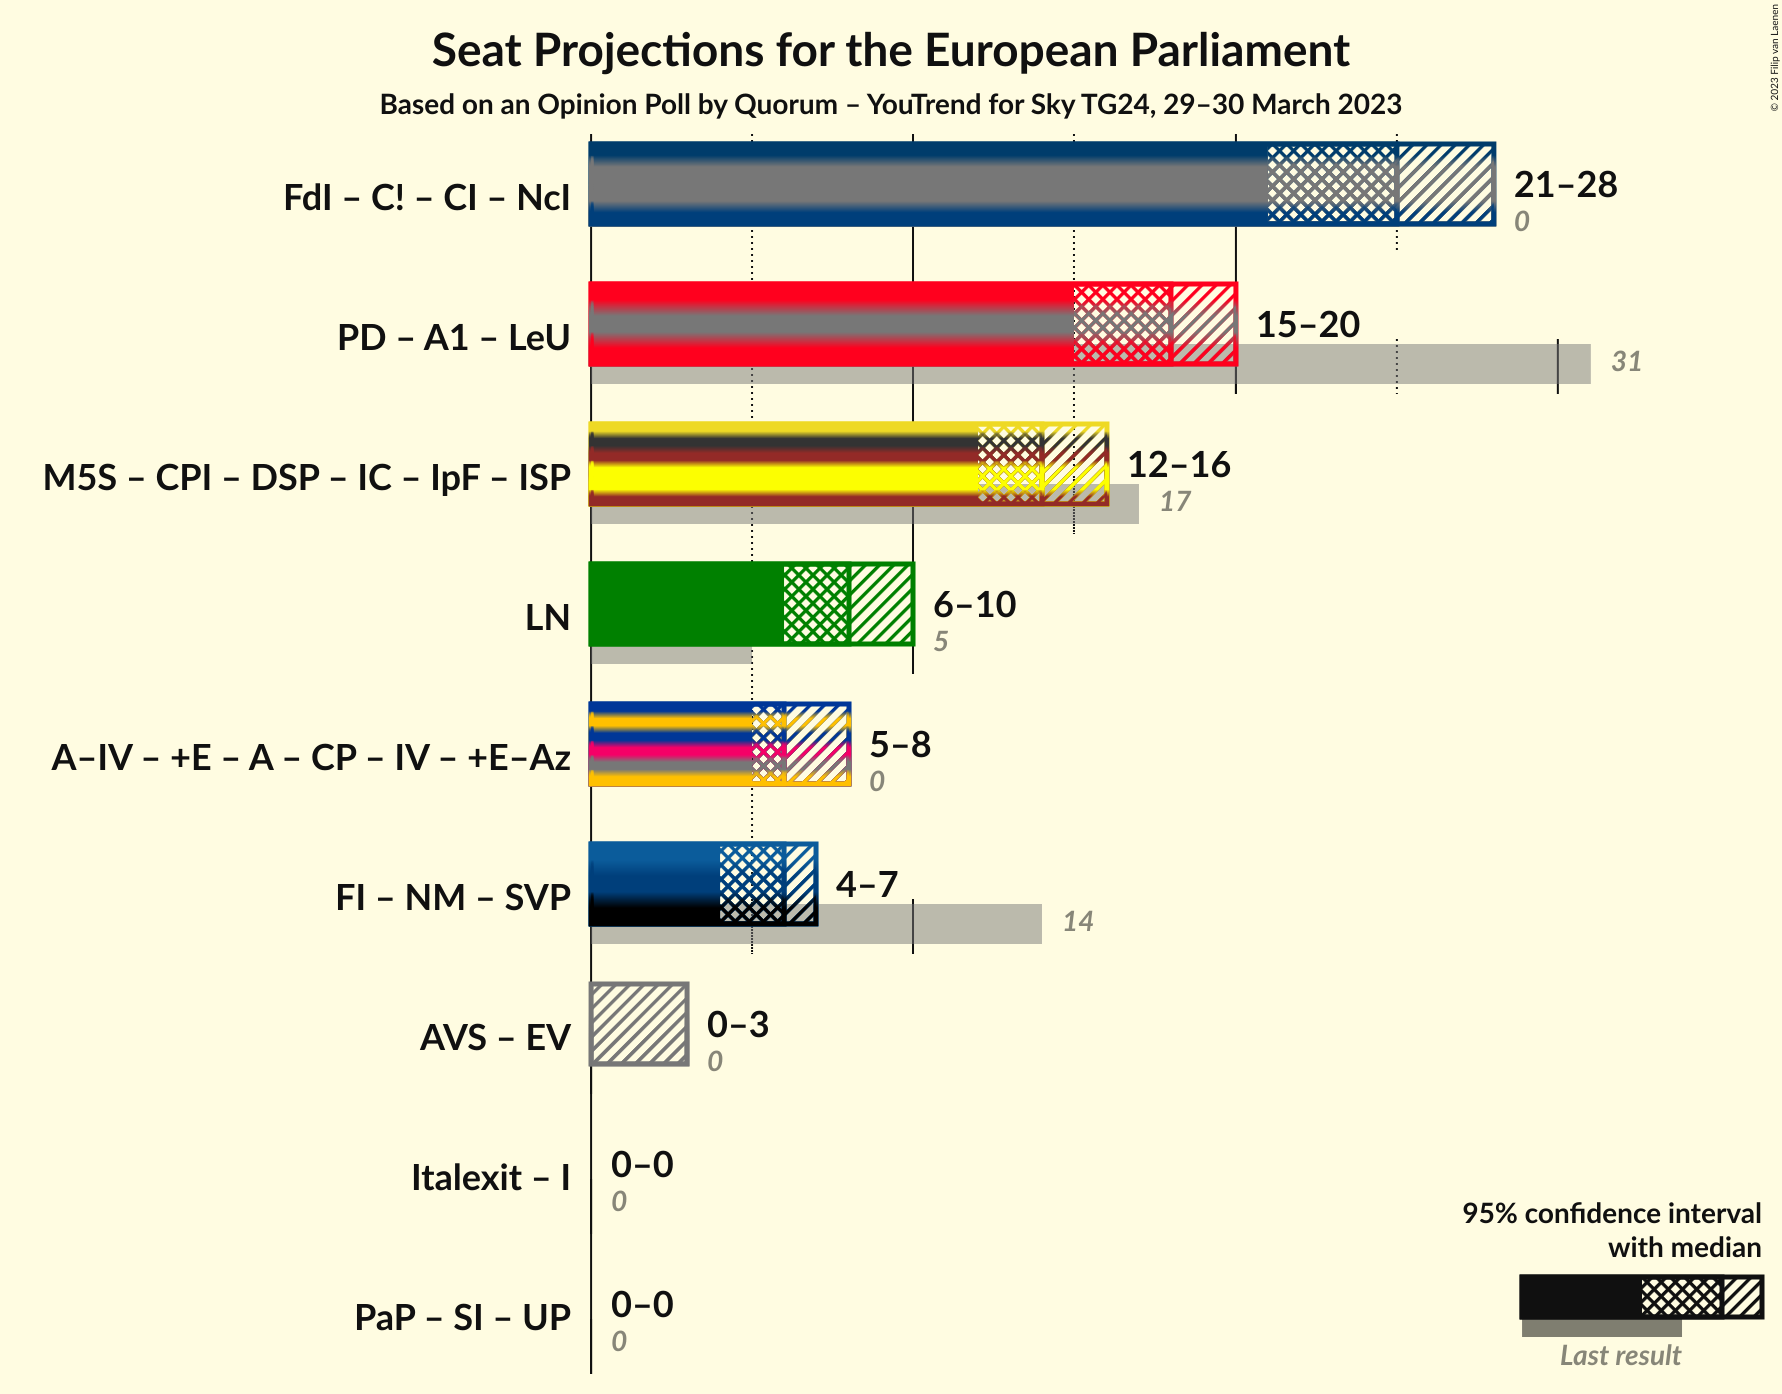 Seat Projections for the European Parliament
Based on an Opinion Poll by Quorum – YouTrend for Sky TG24, 29–30 March 2023
© 2023 Filip van Laenen
FdI – C! – CI – NcI
21–28
0
PD – A1 – LeU
15–20
31
M5S – CPI – DSP – IC – IpF – ISP
12–16
17
LN
6–10
5
A–IV – +E – A – CP – IV – +E–Az
5–8
0
FI – NM – SVP
4–7
14
AVS – EV
0–3
0
Italexit – I
0–0
0
PaP – SI – UP
0–0
0
95% confidence interval
with median
Last result